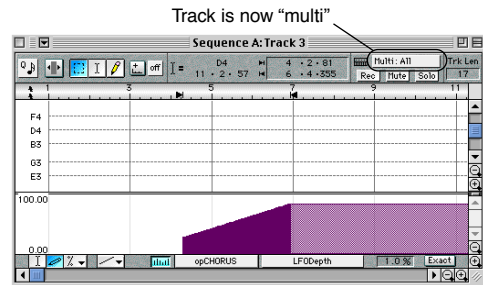 Track is now “multi”
Sequence A:Track 3
off I = D4 4 · 2 · 81 Multi : All Trk Len
11 · 2 · 57 6 · 4 · 355 Rec Mute Solo 17
1 3 5 7 9 11
F4
D4
B3
G3
E3
100.00
0.00
I % opCHORUS LFODepth 1.0 % Exact